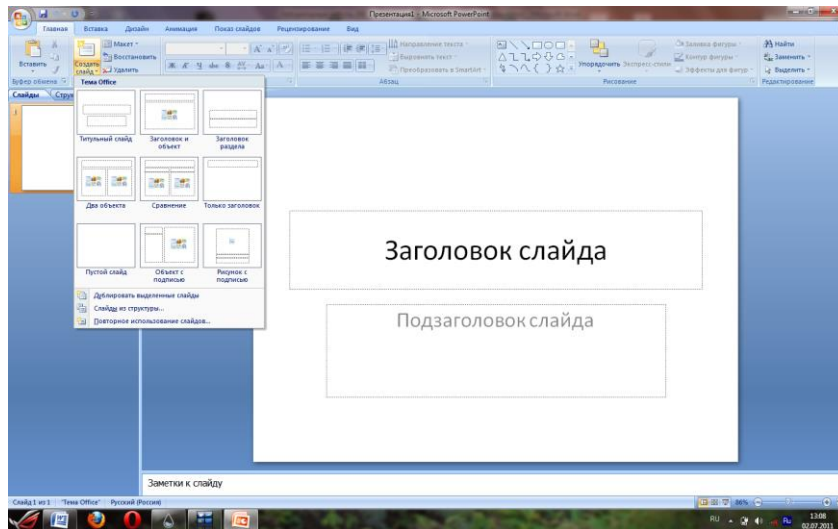 Презентация1 - Microsoft PowerPoint
Главная Вставка Дизайн Анимация Показ слайдов Рецензирование Вид
Вставить
Создать слайд
Макет
Восстановить
Удалить
Направление текста
Выровнять текст
Преобразовать в SmartArt
Упорядочить Экспресс-стили
Заливка фигуры
Контур фигуры
Эффекты для фигур
Найти
Заменить
Выделить
Буфер обмена
Абзац
Рисование
Редактирование
Слайды
1
Тема Office
Титульный слайд
Заголовок и объект
Заголовок раздела
Два объекта
Сравнение
Только заголовок
Пустой слайд
Объект с подписью
Рисунок с подписью
Дублировать выделенные слайды
Слайды из структуры...
Повторное использование слайдов...
Заголовок слайда
Подзаголовок слайда
Заметки к слайду
Слайд 1 из 1 "Тема Office" Русский (Россия)
86%
RU
13:08
02.07.2011